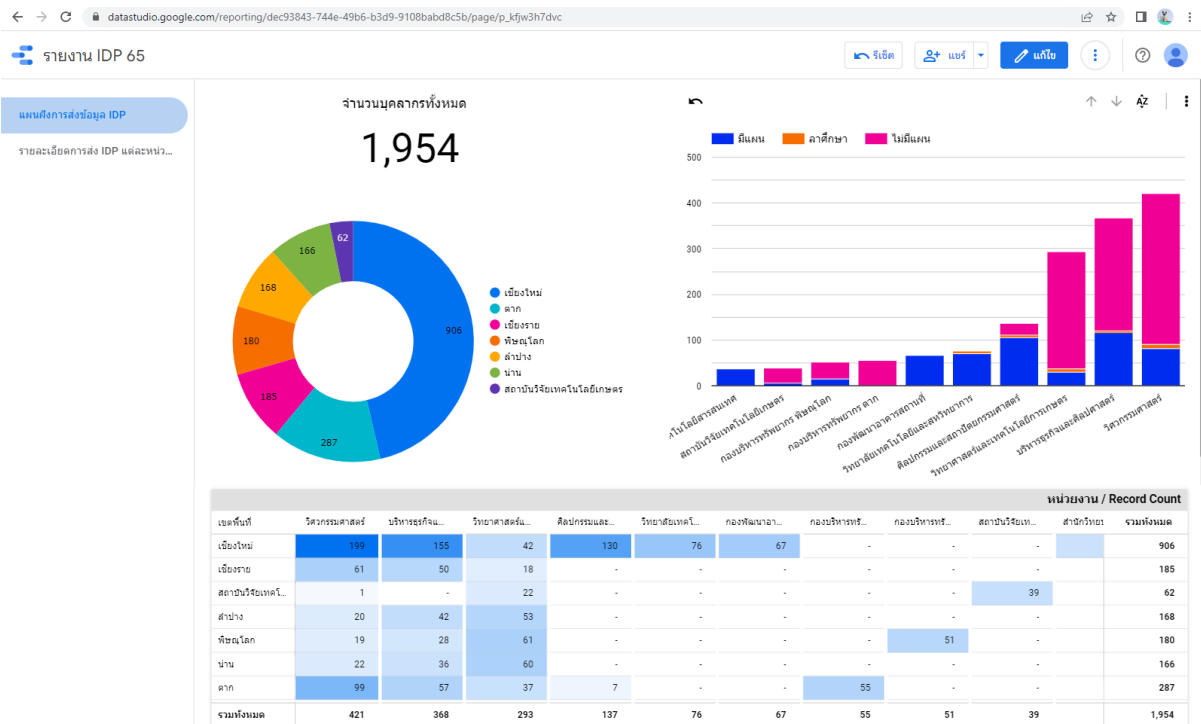 datastudio.google.com/reporting/dec93843-744e-49b6-b3d9-9108babd8c5b/page/p_kfjw3h7dvc
รายงาน IDP 65
รีเซ็ต
แชร์
แก้ไข
แผนผังการส่งข้อมูล IDP
รายละเอียดการส่ง IDP แต่ละหน่ว...
จำนวนบุคลากรทั้งหมด
1,954
906
287
185
180
168
166
62
เชียงใหม่
ตาก
เชียงราย
พิษณุโลก
ลำปาง
น่าน
สถาบันวิจัยเทคโนโลยีเกษตร
มีแผน ลาศึกษา ไม่มีแผน
500
400
300
200
100
0
สถาบันวิจัยเทคโนโลยีเกษตร
กองบริหารทรัพยากร พิษณุโลก
กองบริหารทรัพยากร ตาก
กองพัฒนาอาคารสถานที่
วิทยาลัยเทคโนโลยีและสหวิทยาการ
ศิลปกรรมและสถาปัตยกรรมศาสตร์
วิทยาศาสตร์และเทคโนโลยีการเกษตร
บริหารธุรกิจและศิลปศาสตร์
วิศวกรรมศาสตร์
หน่วยงาน / Record Count
เขตพื้นที่ วิศวกรรมศาสตร์ บริหารธุรกิจแ... วิทยาศาสตร์แ... ศิลปกรรมและ... วิทยาลัยเทคโ... กองพัฒนาอา... กองบริหารทรั... กองบริหารทรั... สถาบันวิจัยเท... สำนักวิทยา รวมทั้งหมด
เชียงใหม่ 199 155 42 130 76 67 - - - 906
เชียงราย 61 50 18 - - - - - - 185
สถาบันวิจัยเทคโ... 1 - 22 - - - - - 39 62
ลำปาง 20 42 53 - - - - - - 168
พิษณุโลก 19 28 61 - - - - 51 - 180
น่าน 22 36 60 - - - - - - 166
ตาก 99 57 37 7 - - 55 - - 287
รวมทั้งหมด 421 368 293 137 76 67 55 51 39 1,954